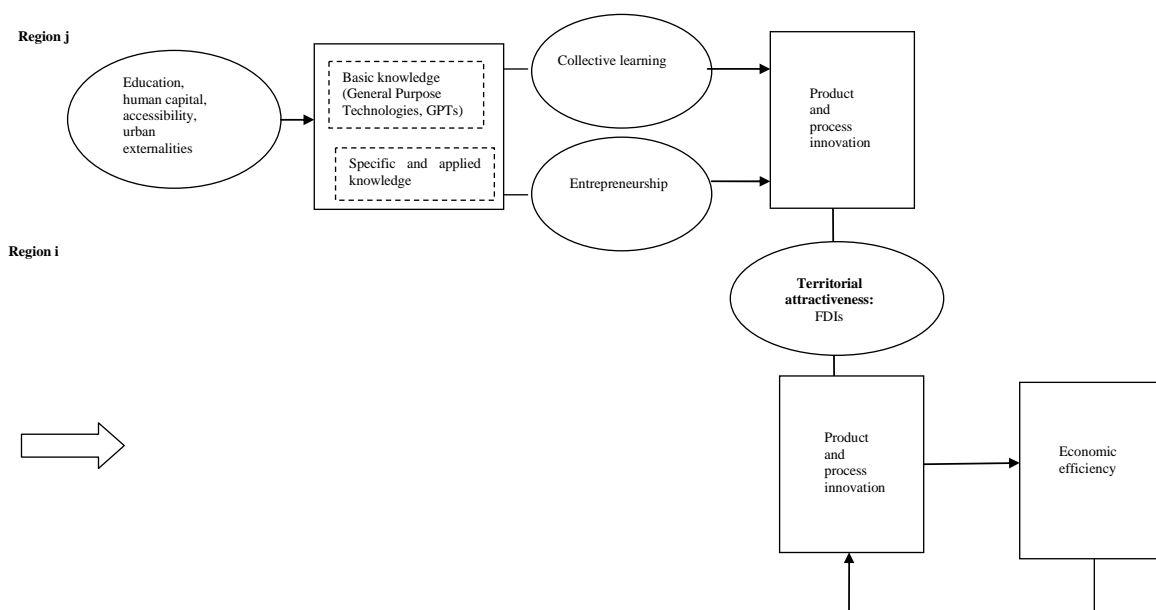 Region j
Education,
human capital,
accessibility,
urban
externalities
Basic knowledge
(General Purpose
Technologies, GPTs)
Specific and applied
knowledge
Collective learning
Entrepreneurship
Product
and
process
innovation
Region i
Territorial
attractiveness:
FDIs
Product
and
process
innovation
Economic
efficiency